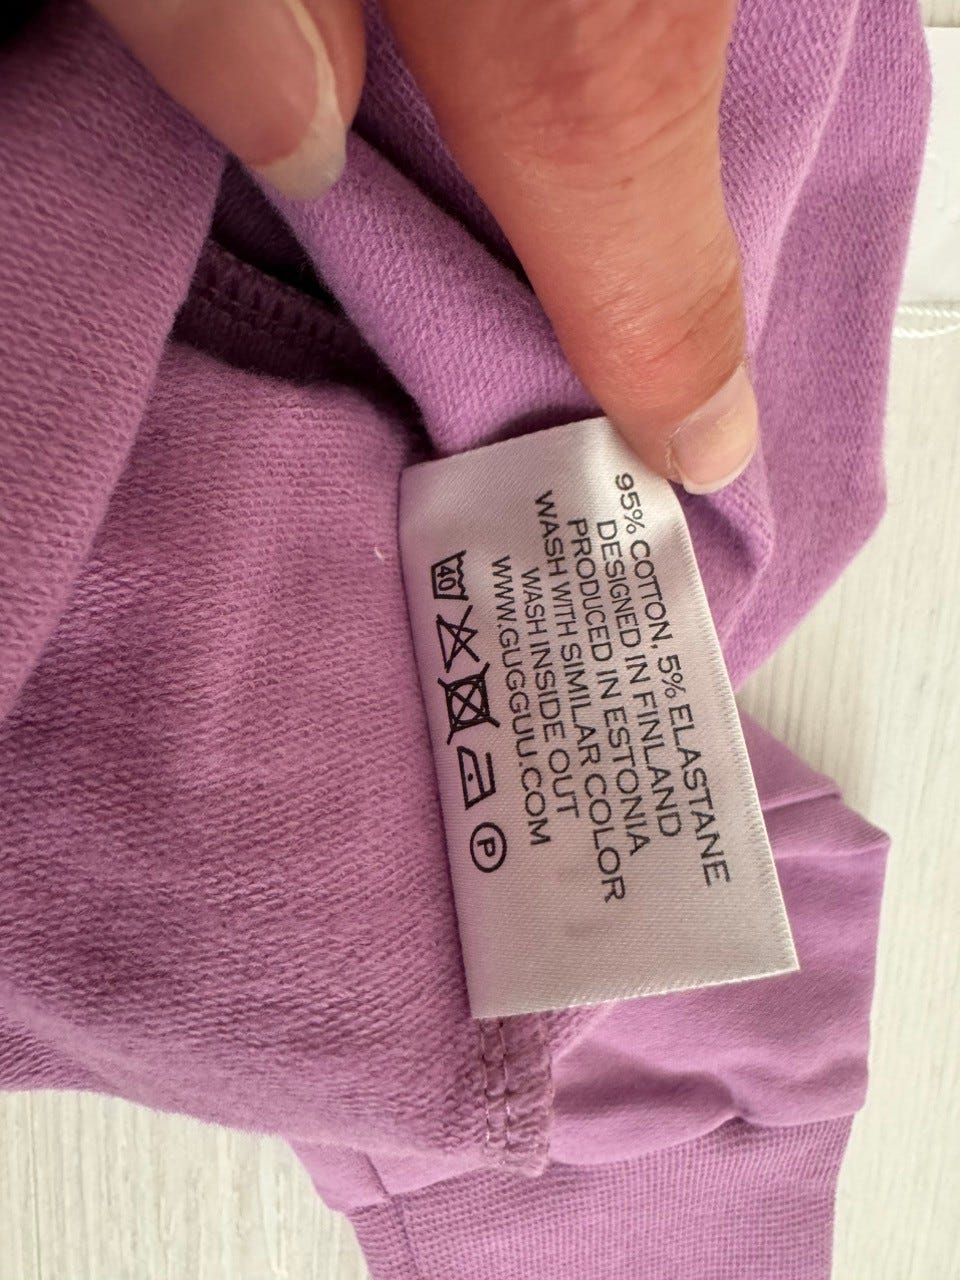 95% COTTON, 5% ELASTANE
DESIGNED IN FINLAND
PRODUCED IN ESTONIA
WASH WITH SIMILAR COLOR
WASH INSIDE OUT
WWW.GUGGUU.COM
40 P